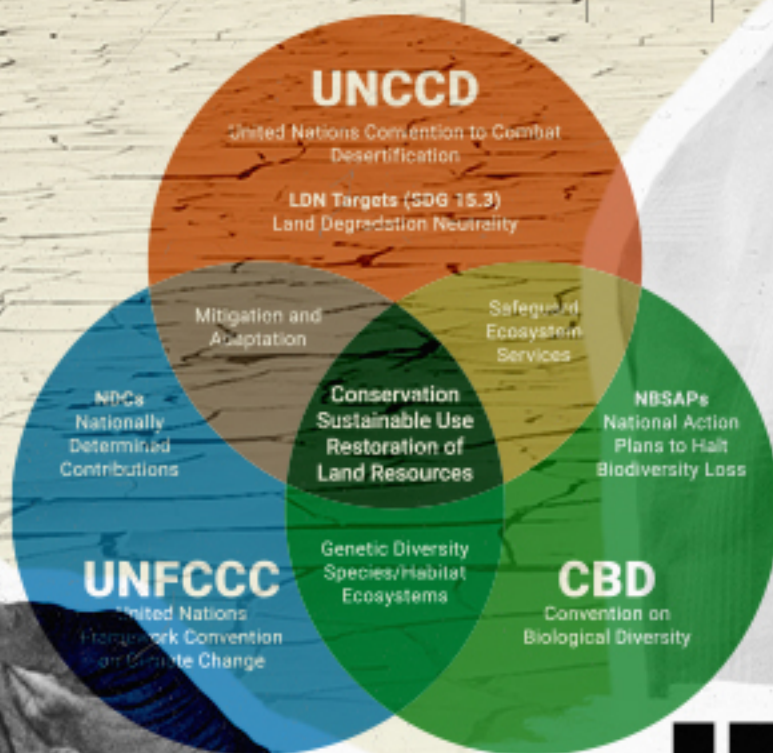 UNCCD
United Nations Convention to Combat
Desertification
LDN Targets (SDG 15.3)
Land Degradation Neutrality
Mitigation and
Adaptation
Safeguard
Ecosystem
Services
NDCs
Nationally
Determined
Contributions
Conservation
Sustainable Use
Restoration of
Land Resources
NBSAPs
National Action
Plans to Halt
Biodiversity Loss
Genetic Diversity
Species/Habitat
Ecosystems
UNFCCC
United Nations
Framework Convention
on Climate Change
CBD
Convention on
Biological Diversity